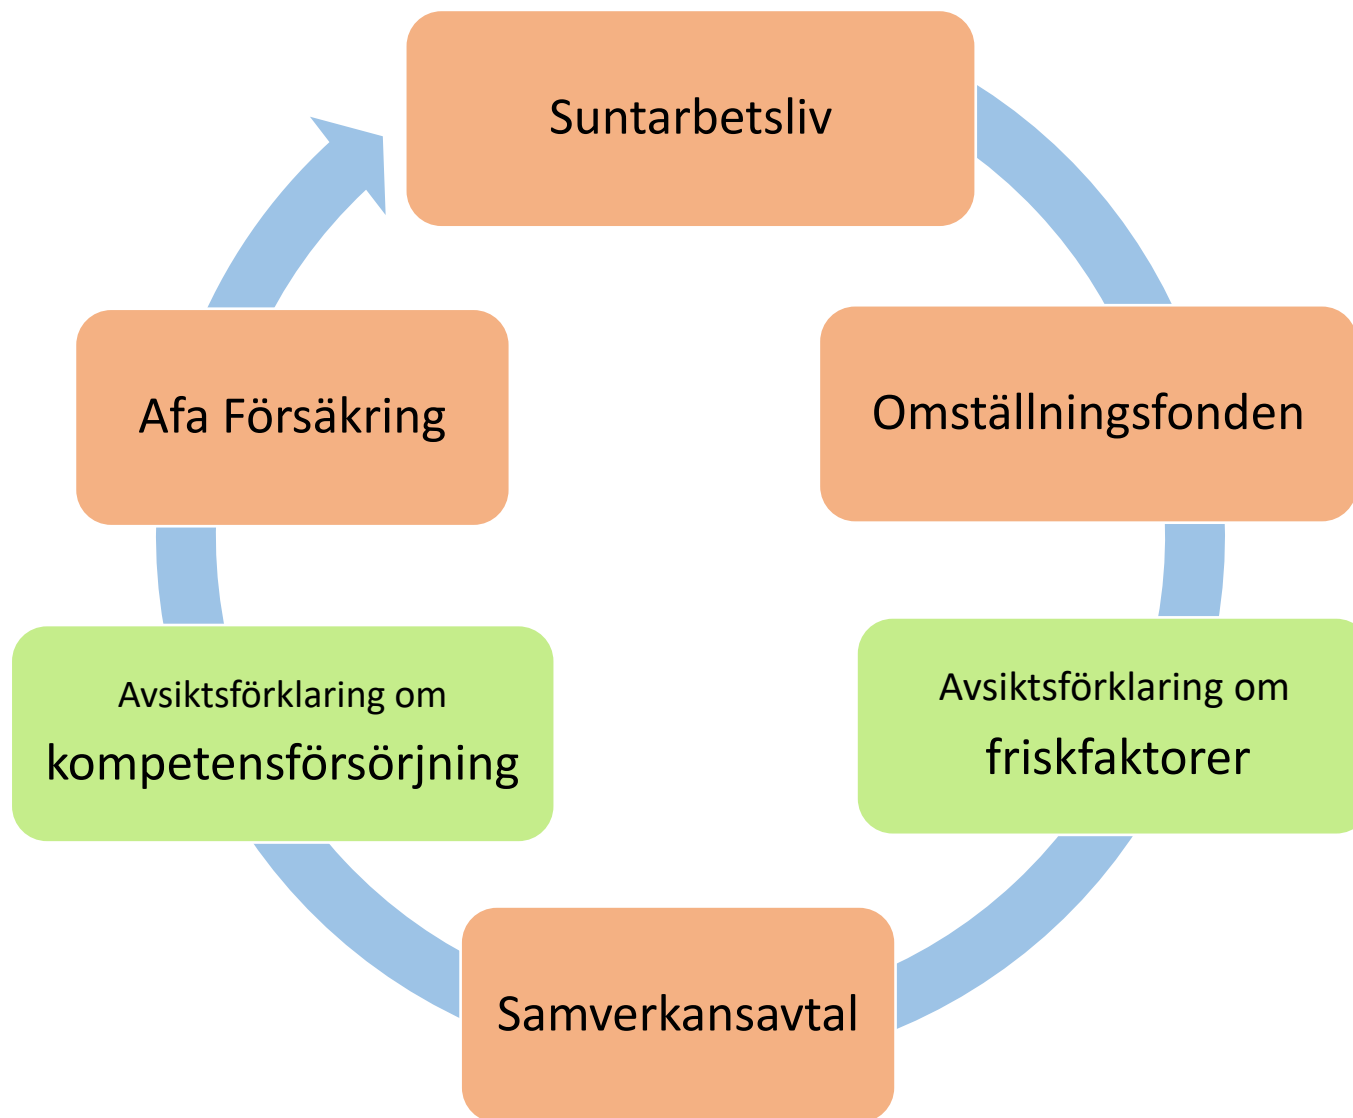 Suntarbetsliv
Afa Försäkring
Omställningsfonden
Avsiktsförklaring om
kompetensförsörjning
Avsiktsförklaring om
friskfaktorer
Samverkansavtal